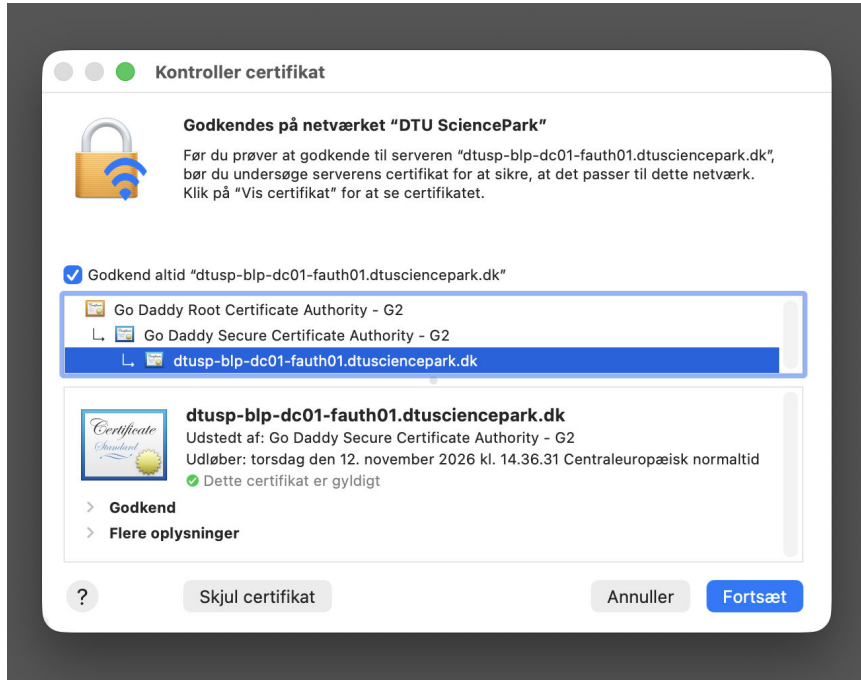 Kontroller certifikat
Godkendes på netværket “DTU SciencePark”
Før du prøver at godkende til serveren “dtusp-blp-dc01-fauth01.dtusciencepark.dk”,
bør du undersøge serverens certifikat for at sikre, at det passer til dette netværk.
Klik på “Vis certifikat” for at se certifikatet.
Godkend altid “dtusp-blp-dc01-fauth01.dtusciencepark.dk”
Go Daddy Root Certificate Authority - G2
Go Daddy Secure Certificate Authority - G2
dtusp-blp-dc01-fauth01.dtusciencepark.dk
Certificate
Standard
dtusp-blp-dc01-fauth01.dtusciencepark.dk
Udstedt af: Go Daddy Secure Certificate Authority - G2
Udløber: torsdag den 12. november 2026 kl. 14.36.31 Centraleuropæisk normaltid
Dette certifikat er gyldigt
Godkend
Flere oplysninger
?
Skjul certifikat
Annuller
Fortsæt